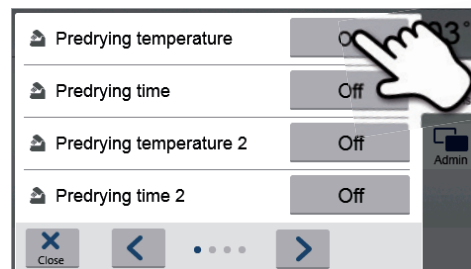 Predrying temperature
Predrying time Off
Predrying temperature 2 Off
Predrying time 2 Off
Close
Admin